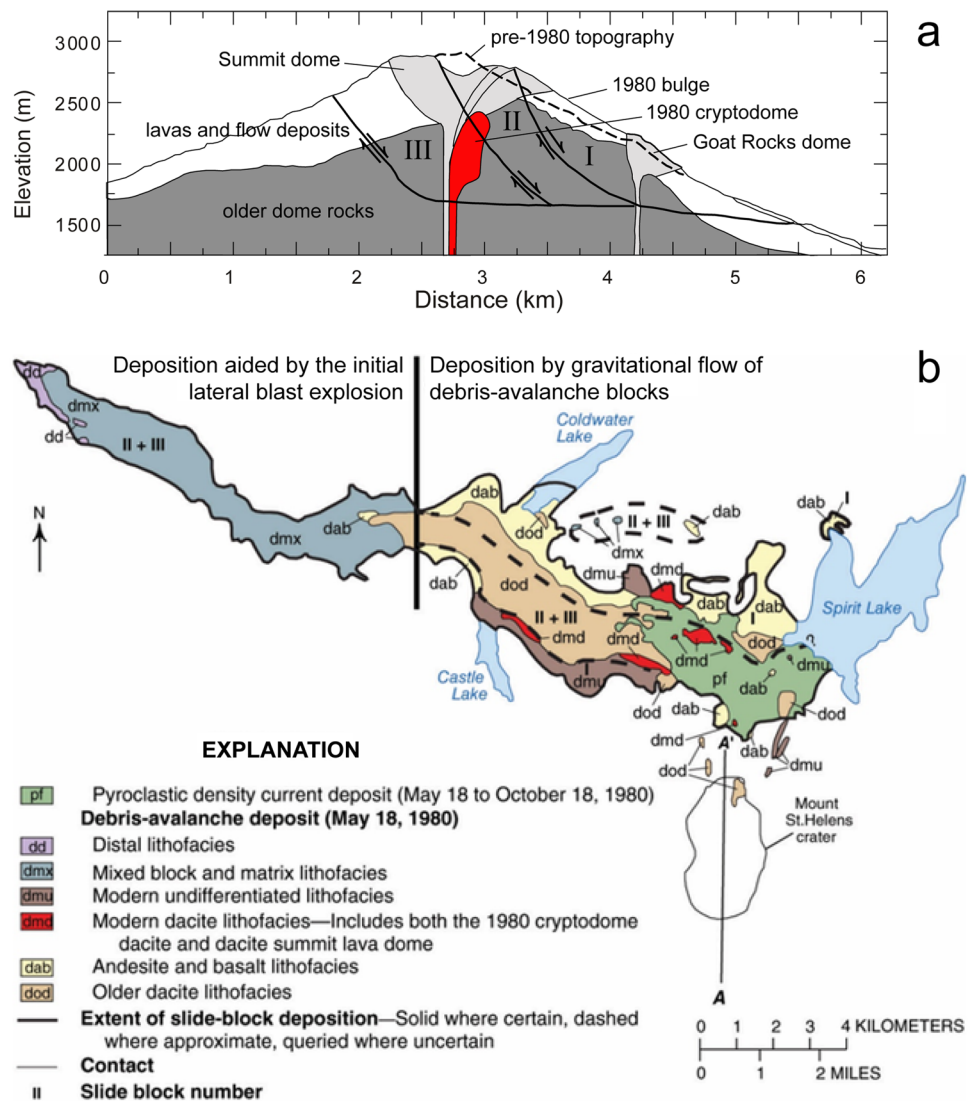 a
3000
2500
2000
1500
Elevation (m)
pre-1980 topography
Summit dome
1980 bulge
1980 cryptodome
lavas and flow deposits
Goat Rocks dome
III
II
I
older dome rocks
0 1 2 3 4 5 6
Distance (km)
b
Deposition aided by the initial
lateral blast explosion
Deposition by gravitational flow of
debris-avalanche blocks
dd
dmx
dd
II + III
dmx
N
dab
dab
Coldwater
Lake
dod
II + III
dmx
dab
dab
I
dmu
dmd
dab
dab
I
Spirit Lake
dab
dod
II + III
dmd
dmd
dmd
dod
?
dmu
pf
dab
Castle
Lake
I
dmu
dod
dab
dod
dmd
A'
dab
dmu
dod
Mount
St.Helens
crater
A
EXPLANATION
pf Pyroclastic density current deposit (May 18 to October 18, 1980)
Debris-avalanche deposit (May 18, 1980)
dd Distal lithofacies
dmx Mixed block and matrix lithofacies
dmu Modern undifferentiated lithofacies
dmd Modern dacite lithofacies—Includes both the 1980 cryptodome
dacite and dacite summit lava dome
dab Andesite and basalt lithofacies
dod Older dacite lithofacies
Extent of slide-block deposition—Solid where certain, dashed
where approximate, queried where uncertain
Contact
II Slide block number
0 1 2 3 4 KILOMETERS
0 1 2 MILES